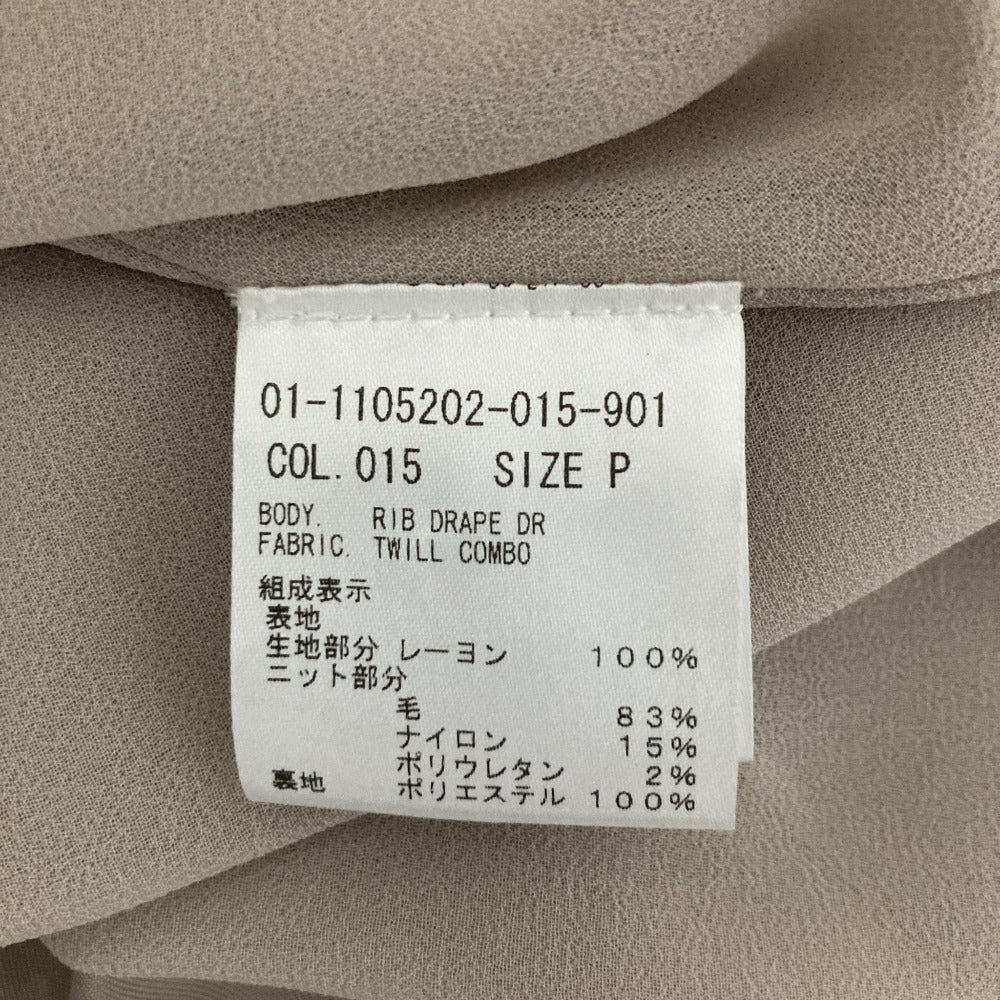 01-1105202-015-901
COL.015 SIZE P
BODY. RIB DRAPE DR
FABRIC. TWILL COMBO
組成表示
表地
生地部分 レーヨン 100%
ニット部分
毛 83%
ナイロン 15%
ポリウレタン 2%
裏地 ポリエステル 100%